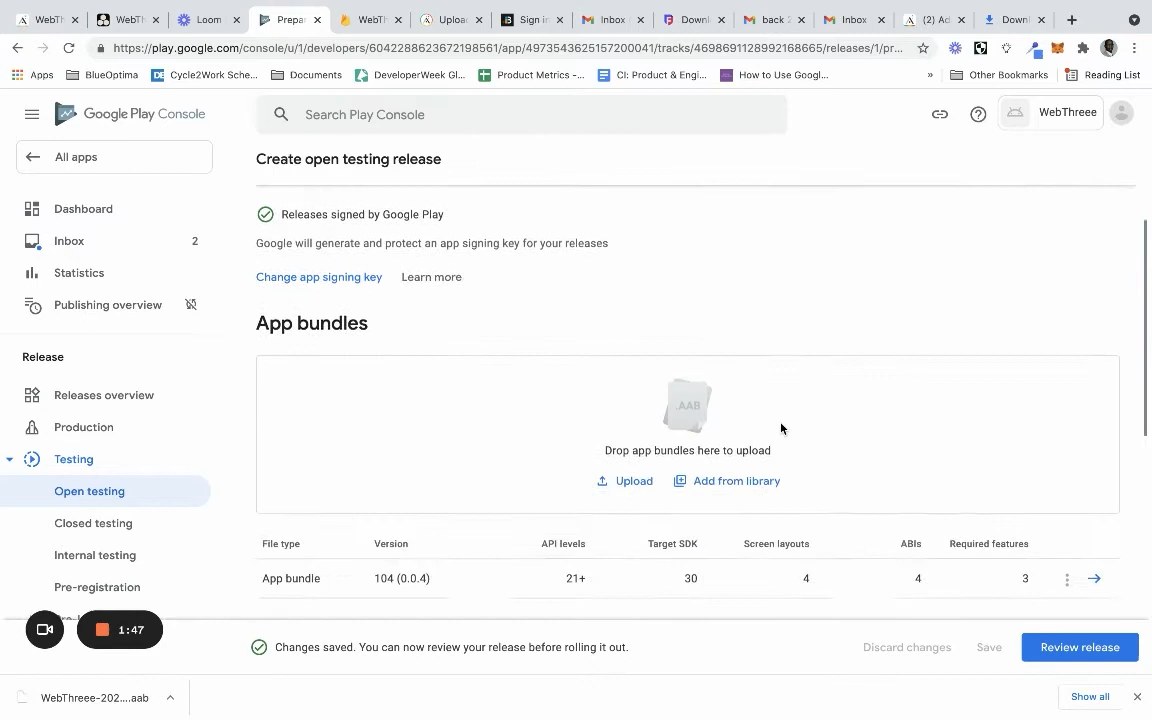 WebTh
WebTh
Loom
Prepar
WebTh
Uploa
Sign in
Inbox
Downl
back 2
Inbox
(2) Ad
Downl
https://play.google.com/console/u/1/developers/6042288623672198561/app/4973543625157200041/tracks/4698691128992168665/releases/1/pr...
Apps
BlueOptima
Cycle2Work Sche...
Documents
DeveloperWeek Gl...
Product Metrics -...
CI: Product & Engi...
How to Use Googl...
»
Other Bookmarks
Reading List
Google Play Console
Search Play Console
WebThreee
All apps
Create open testing release
Dashboard
Inbox 2
Statistics
Publishing overview
Release
Releases overview
Production
Testing
Open testing
Closed testing
Internal testing
Pre-registration
Releases signed by Google Play
Google will generate and protect an app signing key for your releases
Change app signing key Learn more
App bundles
.AAB
Drop app bundles here to upload
Upload Add from library
File type Version API levels Target SDK Screen layouts ABIs Required features
App bundle 104 (0.0.4) 21+ 30 4 4 3
1:47
Changes saved. You can now review your release before rolling it out.
Discard changes Save Review release
WebThreee-202....aab
Show all